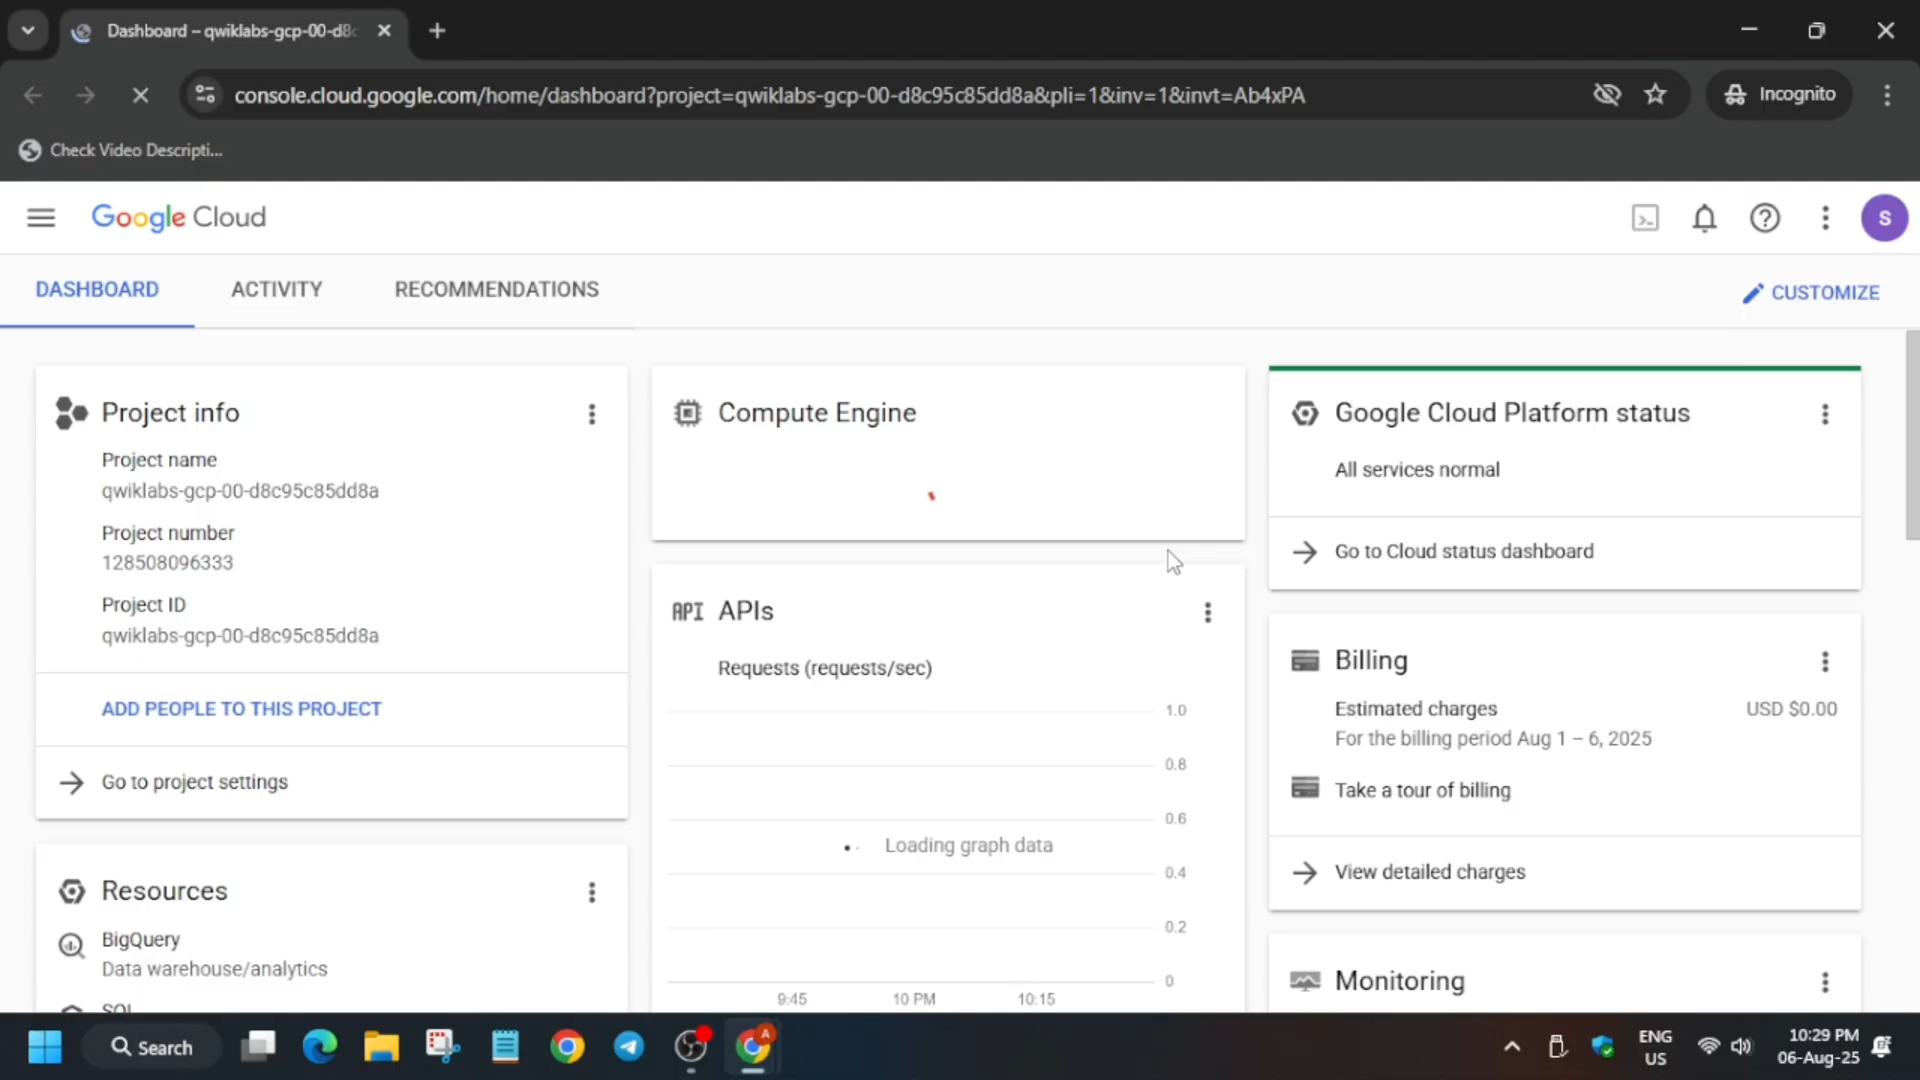 Dashboard – qwiklabs-gcp-00-d8c
console.cloud.google.com/home/dashboard?project=qwiklabs-gcp-00-d8c95c85dd8a&pli=1&inv=1&invt=Ab4xPA
Incognito
Check Video Descripti...
Google Cloud
S
DASHBOARD
ACTIVITY
RECOMMENDATIONS
CUSTOMIZE
Project info
Project name
qwiklabs-gcp-00-d8c95c85dd8a
Project number
128508096333
Project ID
qwiklabs-gcp-00-d8c95c85dd8a
ADD PEOPLE TO THIS PROJECT
Go to project settings
Resources
BigQuery
Data warehouse/analytics
SQL
Compute Engine
API APIs
Requests (requests/sec)
1.0
0.8
0.6
Loading graph data
0.4
0.2
0
9:45 10 PM 10:15
Google Cloud Platform status
All services normal
Go to Cloud status dashboard
Billing
Estimated charges USD $0.00
For the billing period Aug 1 – 6, 2025
Take a tour of billing
View detailed charges
Monitoring
Search
A
ENG
US
10:29 PM
06-Aug-25